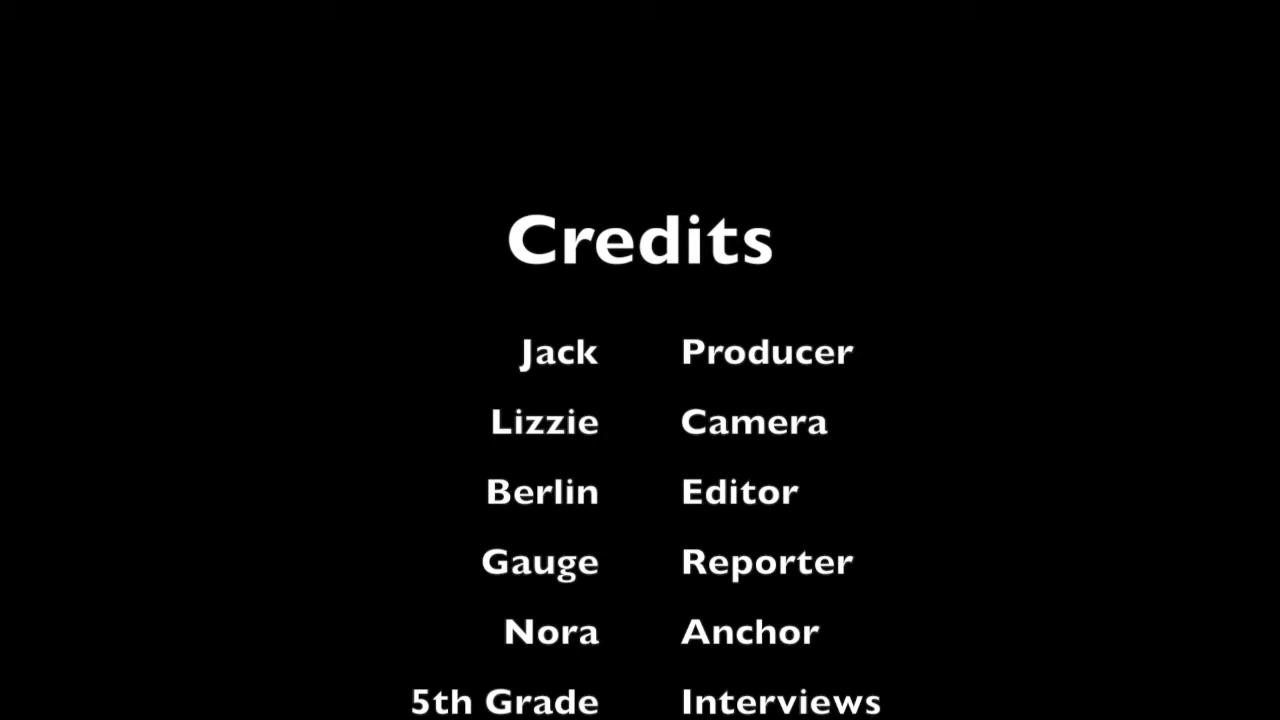 Credits
Jack Producer
Lizzie Camera
Berlin Editor
Gauge Reporter
Nora Anchor
5th Grade Interviews